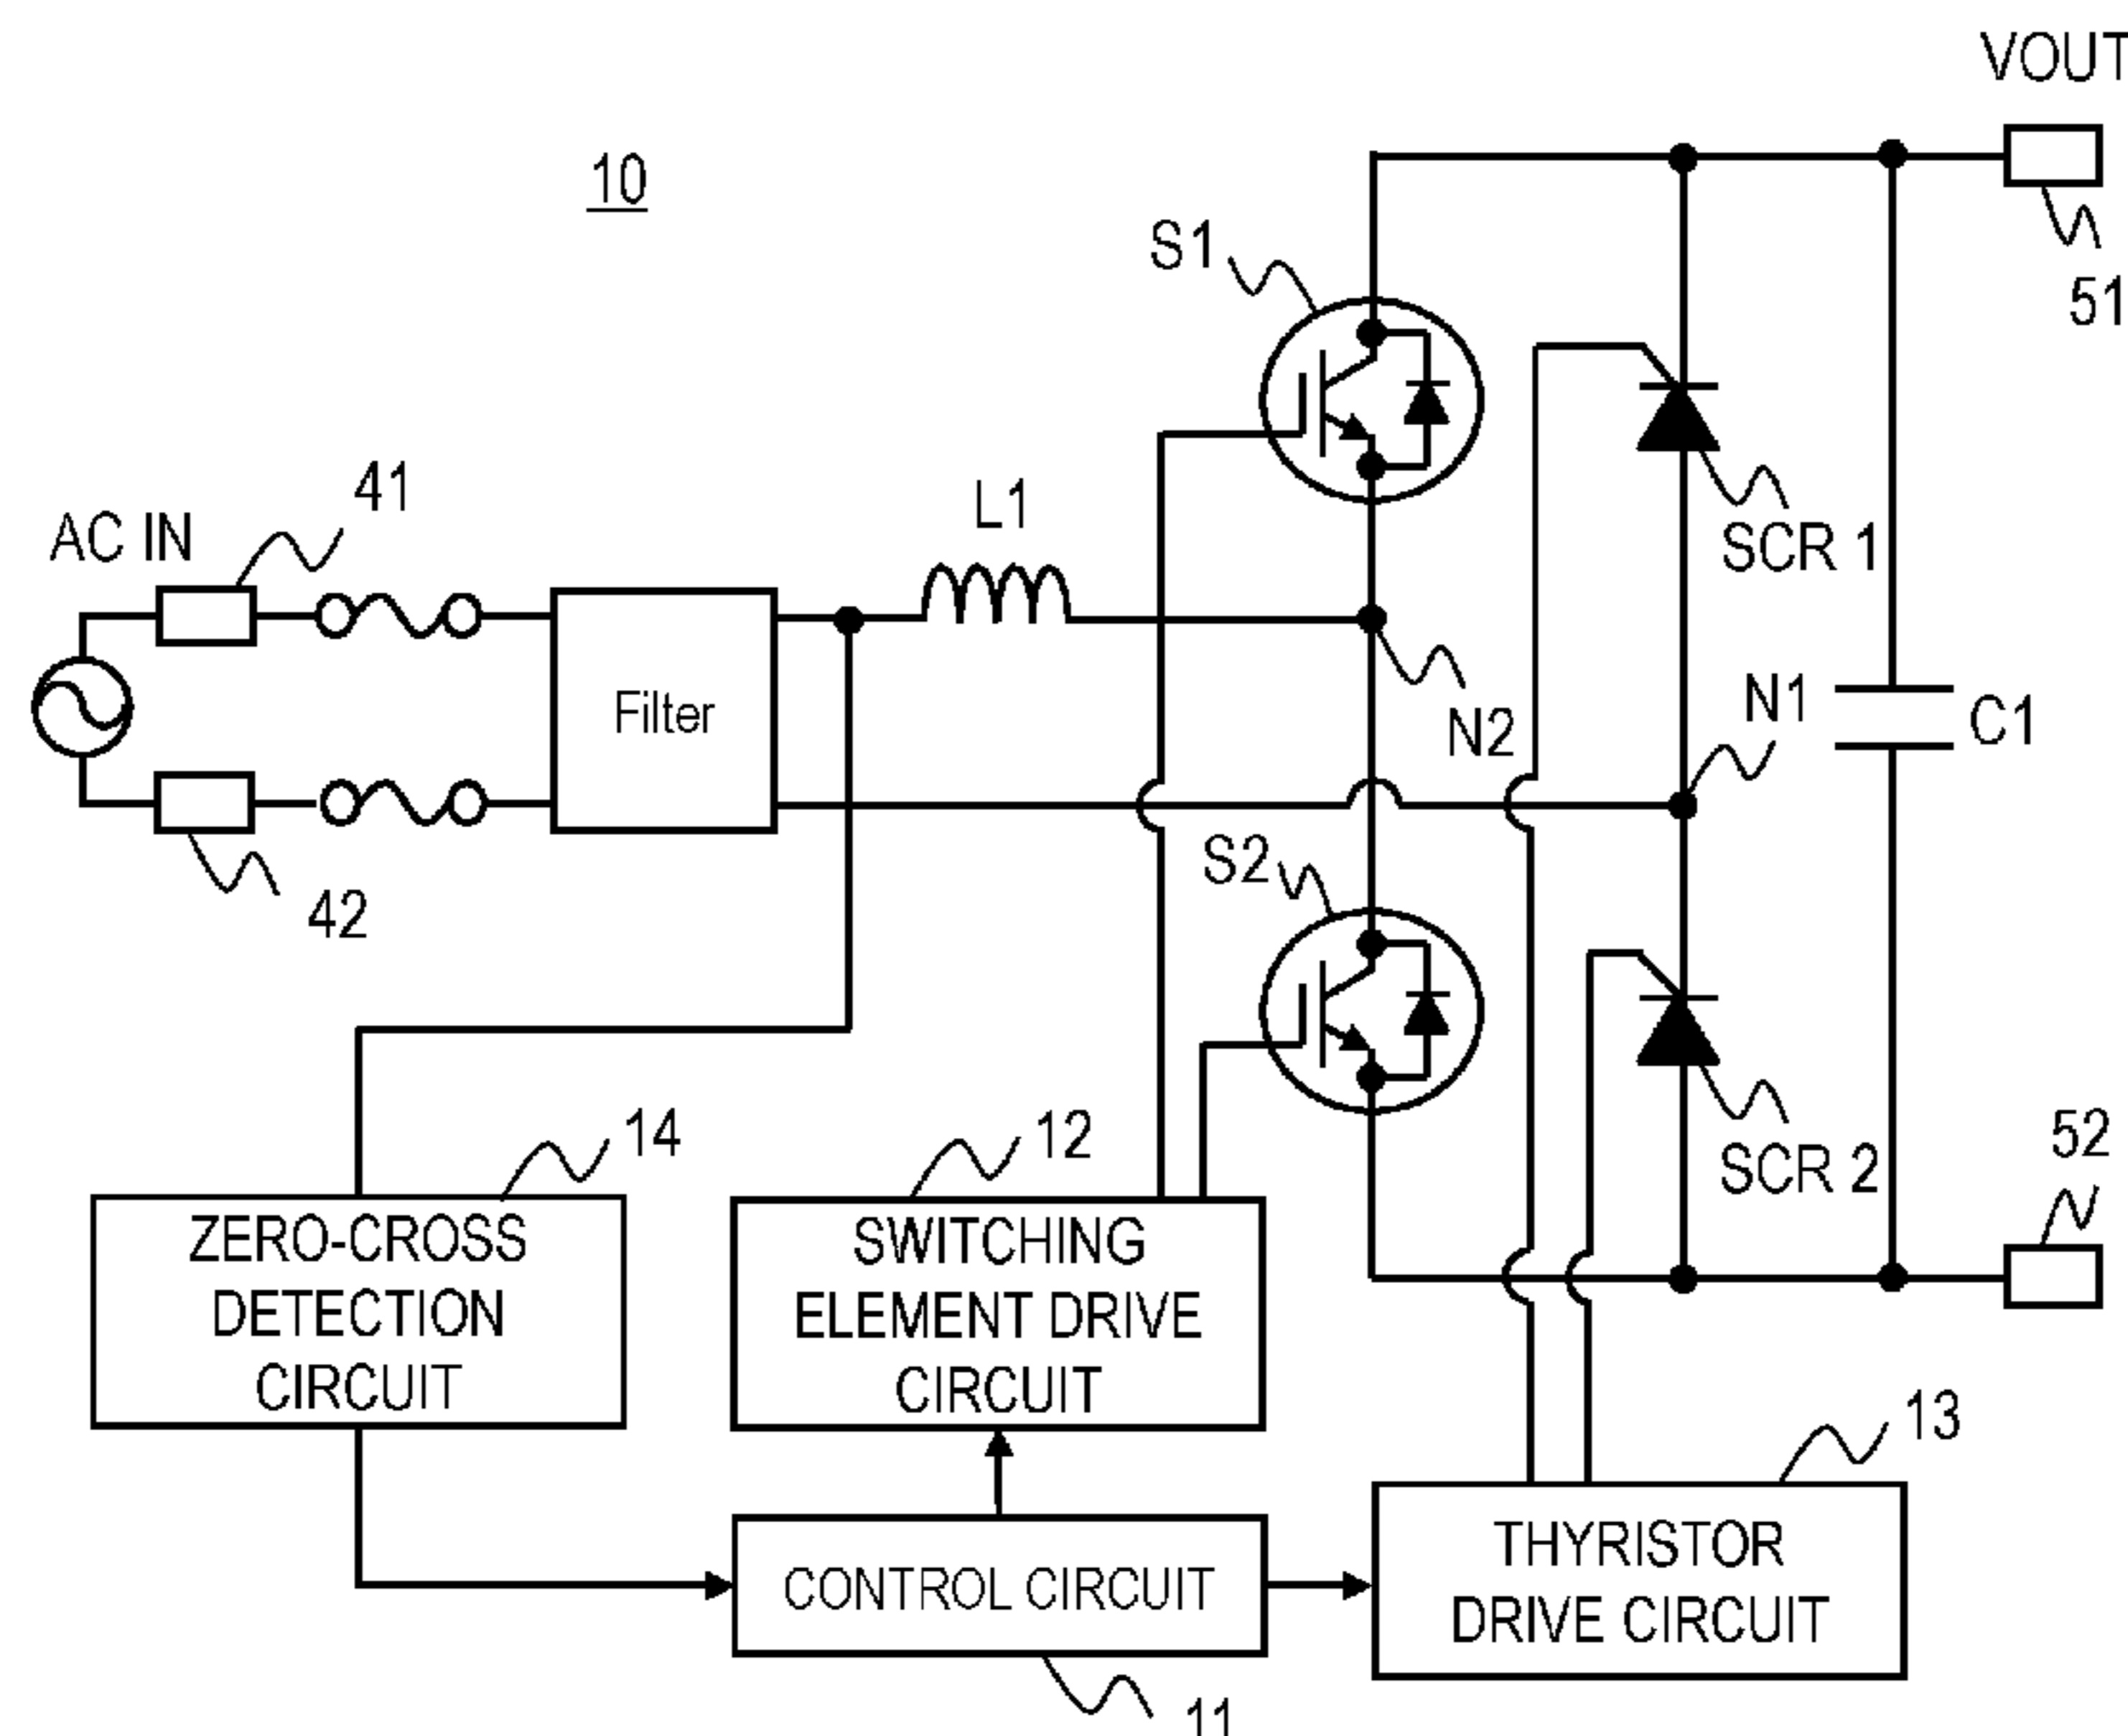 VOUT
10
51
S1
SCR 1
41
L1
AC IN
Filter
N2
N1
C1
S2
42
SCR 2
52
14
12
ZERO-CROSS
DETECTION
CIRCUIT
SWITCHING
ELEMENT DRIVE
CIRCUIT
13
CONTROL CIRCUIT
THYRISTOR
DRIVE CIRCUIT
11